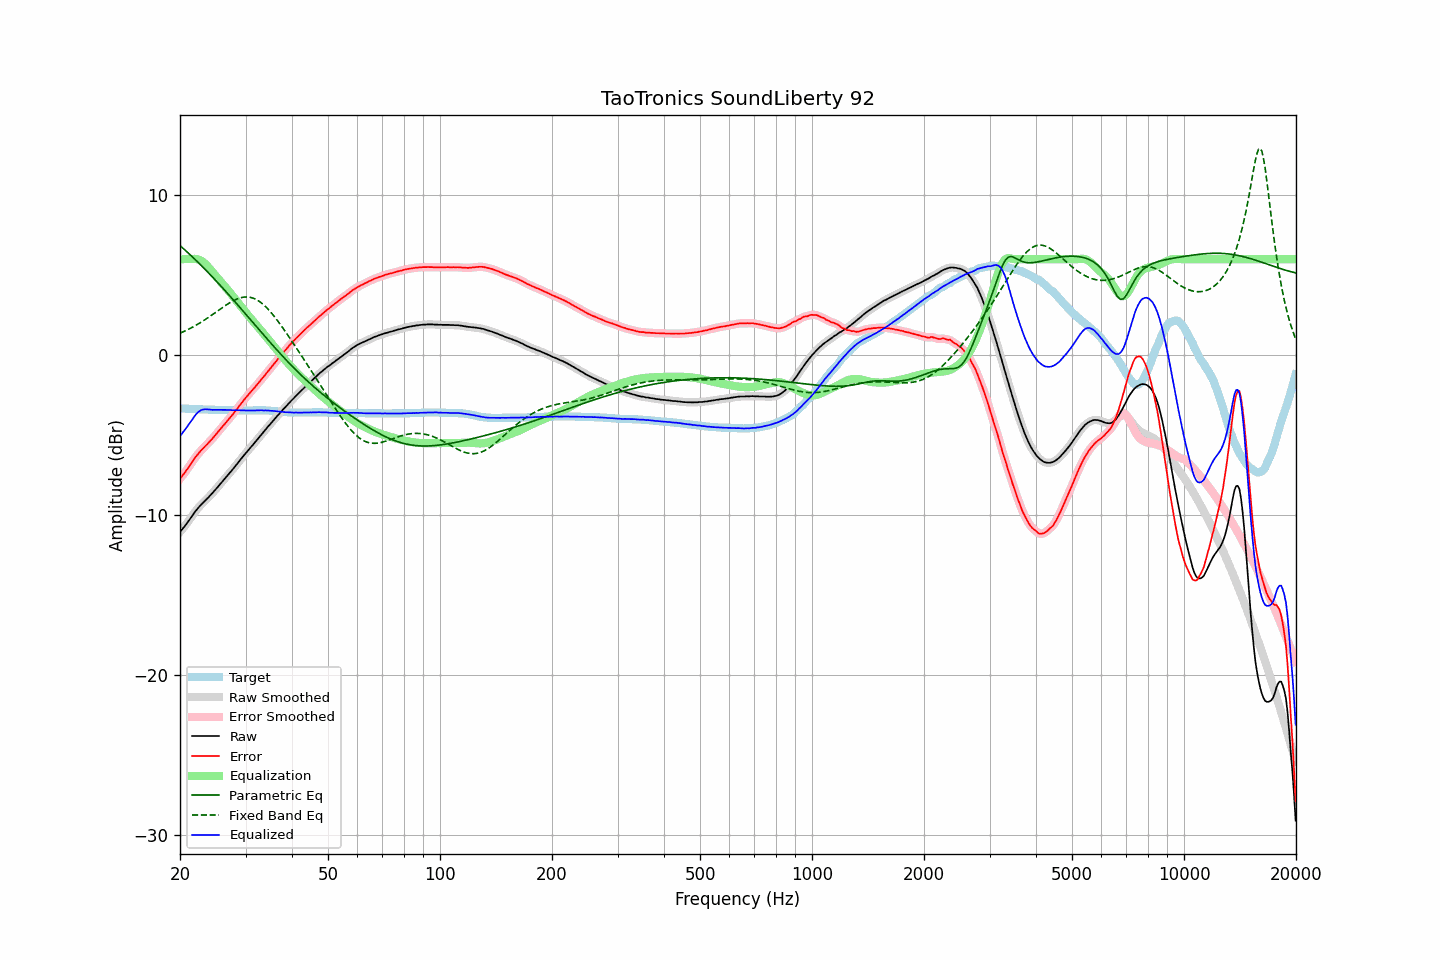 TaoTronics SoundLiberty 92
Amplitude (dBr)
10
0
−10
−20
−30
Target
Raw Smoothed
Error Smoothed
Raw
Error
Equalization
Parametric Eq
Fixed Band Eq
Equalized
20 50 100 200 500 1000 2000 5000 10000 20000
Frequency (Hz)